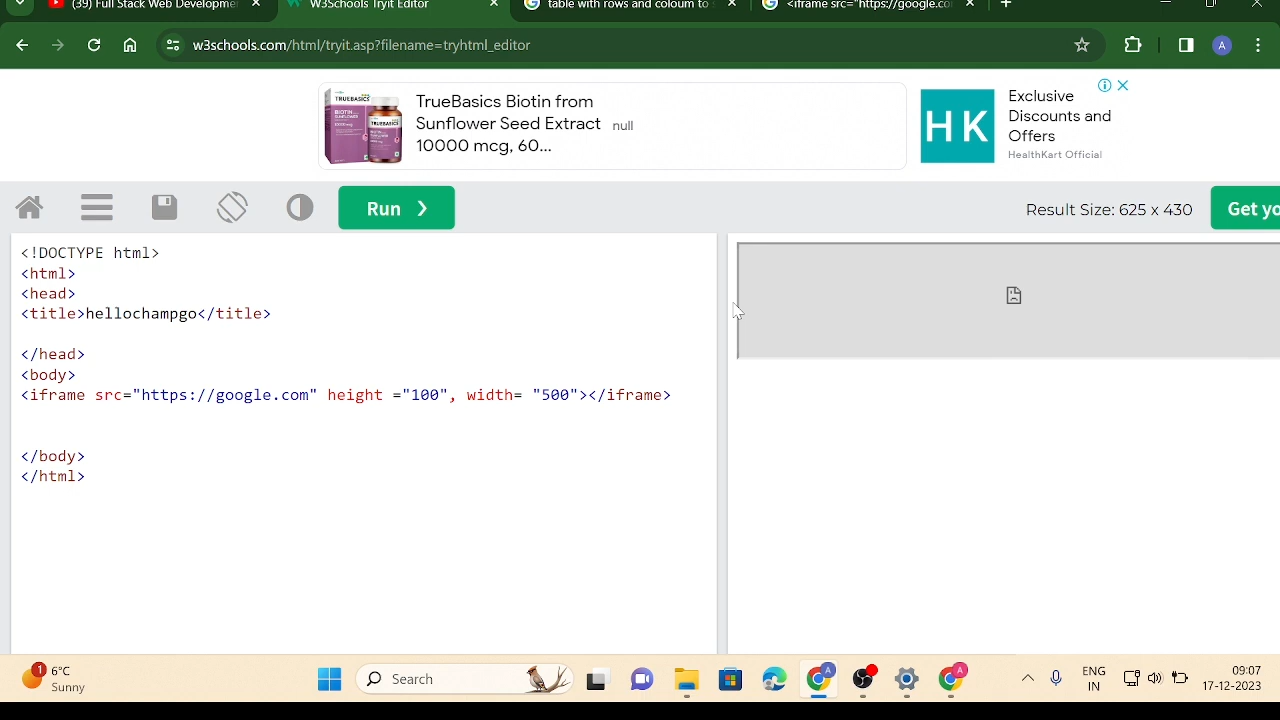 (39) Full Stack Web Developmer
W3Schools Tryit Editor
table with rows and coloum to
<iframe src="https://google.co
w3schools.com/html/tryit.asp?filename=tryhtml_editor
A
TRUEBASICS
BIOTIN
TrueBasics Biotin from
Sunflower Seed Extract
10000 mcg, 60...
null
HK
Exclusive
Discounts and
Offers
HealthKart Official
Run ❯
Result Size: 625 x 430
Get yo
<!DOCTYPE html>
<html>
<head>
<title>hellochampgo</title>
</head>
<body>
<iframe src="https://google.com" height ="100", width= "500"></iframe>
</body>
</html>
1
6°C
Sunny
Search
A
A
ENG
IN
09:07
17-12-2023